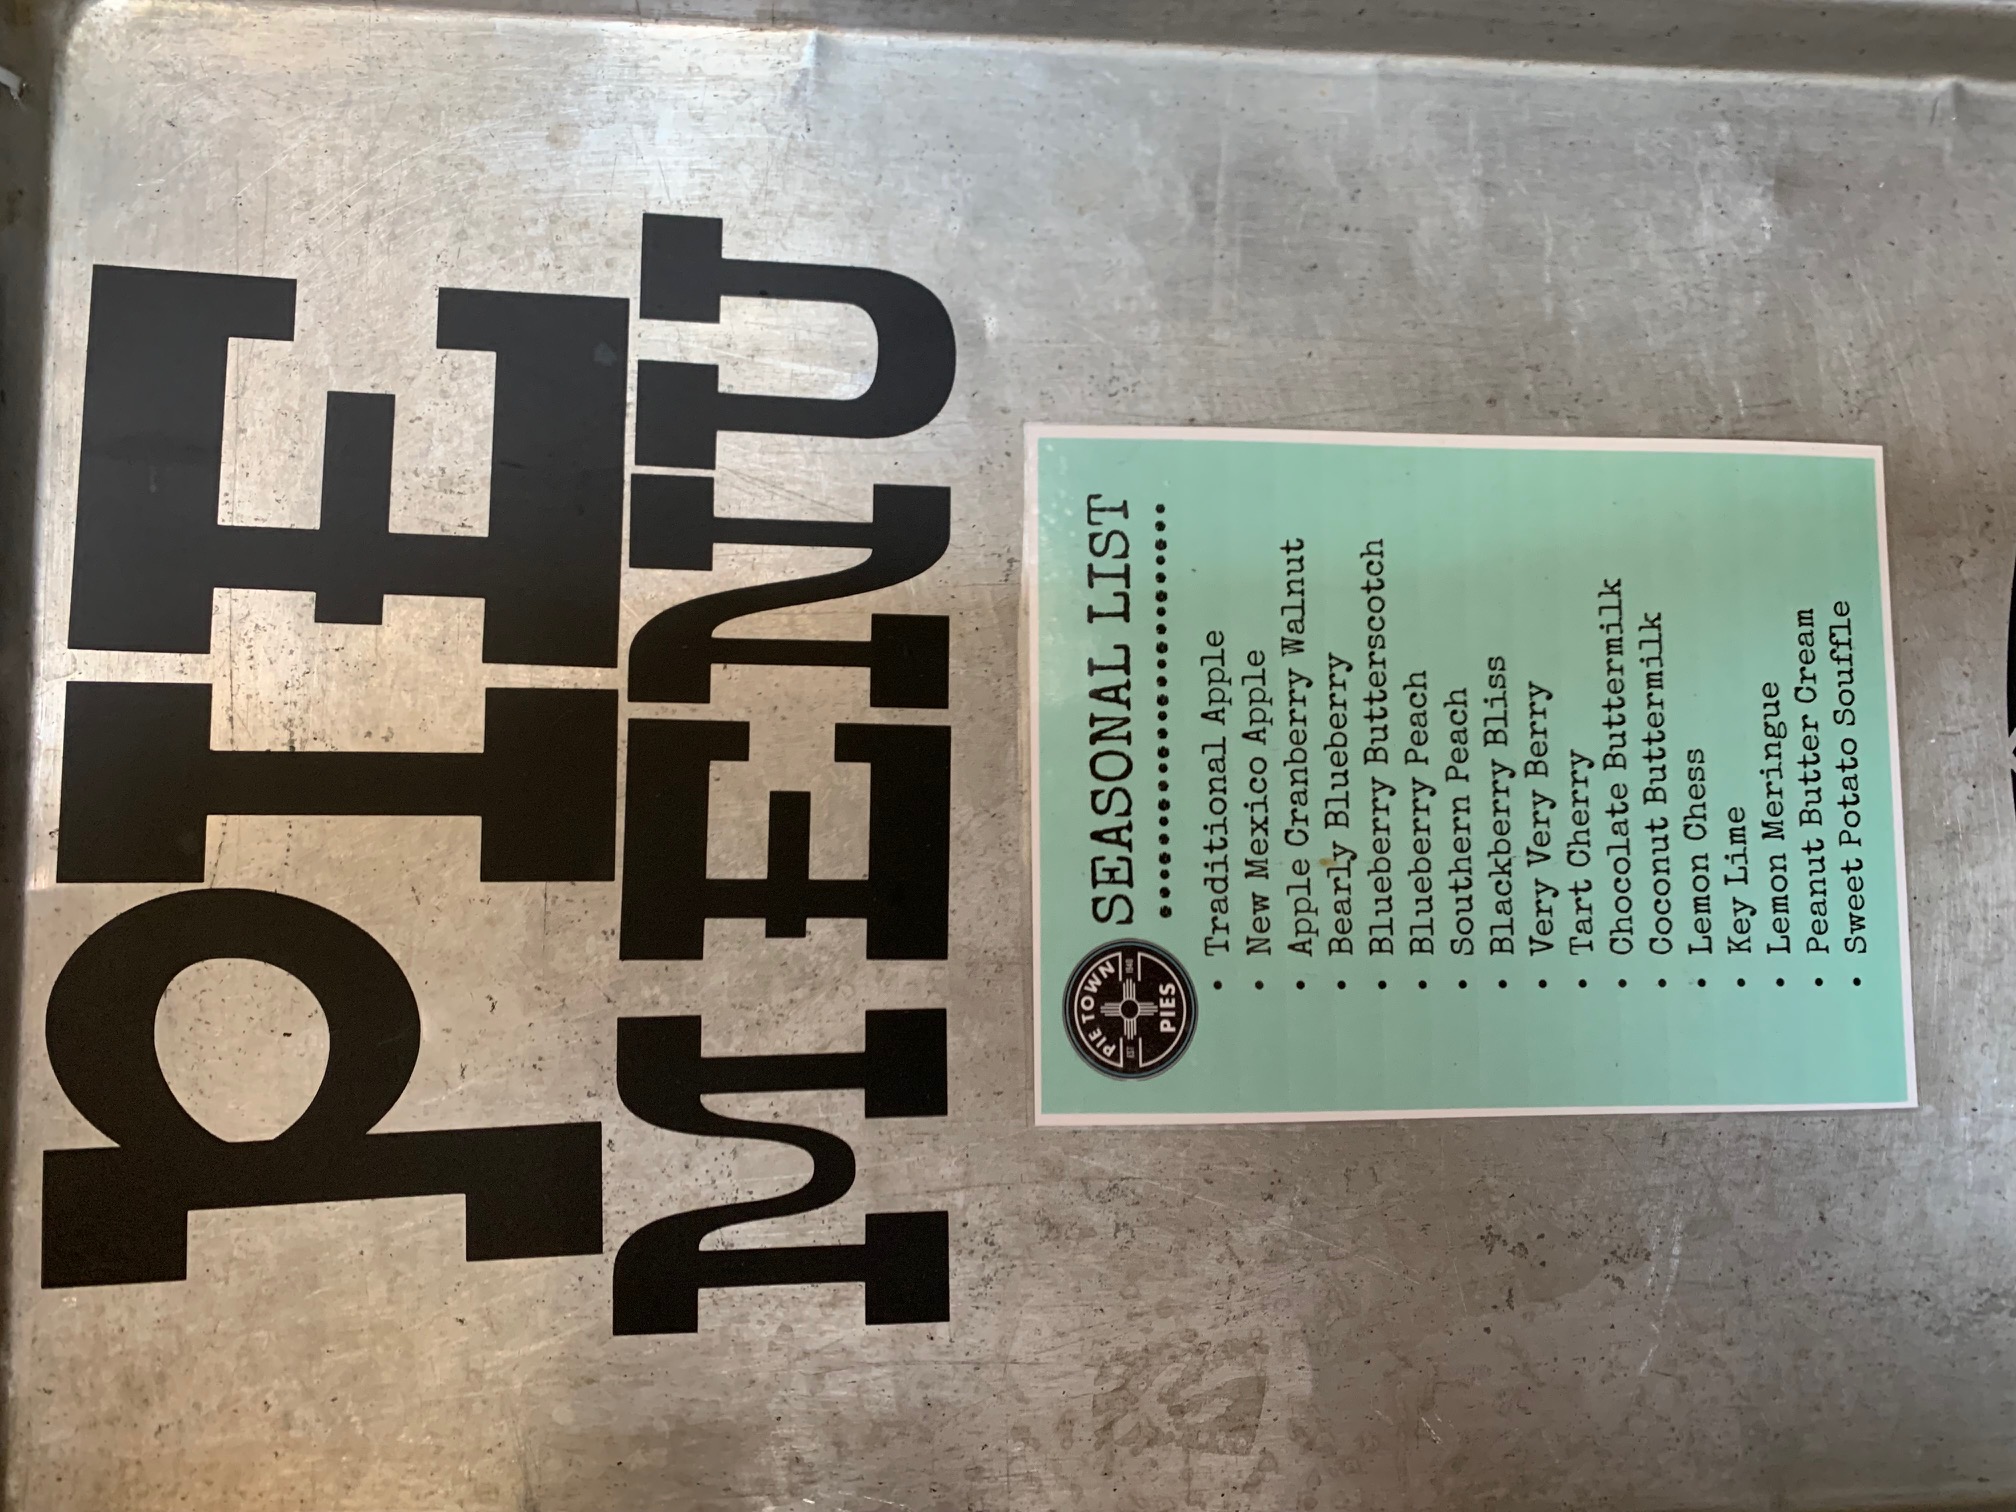 PIE
MENU
PIE TOWN
EST 1940
PIES
SEASONAL LIST
• Traditional Apple
• New Mexico Apple
• Apple Cranberry Walnut
• Bearly Blueberry
• Blueberry Butterscotch
• Blueberry Peach
• Southern Peach
• Blackberry Bliss
• Very Very Berry
• Tart Cherry
• Chocolate Buttermilk
• Coconut Buttermilk
• Lemon Chess
• Key Lime
• Lemon Meringue
• Peanut Butter Cream
• Sweet Potato Souffle